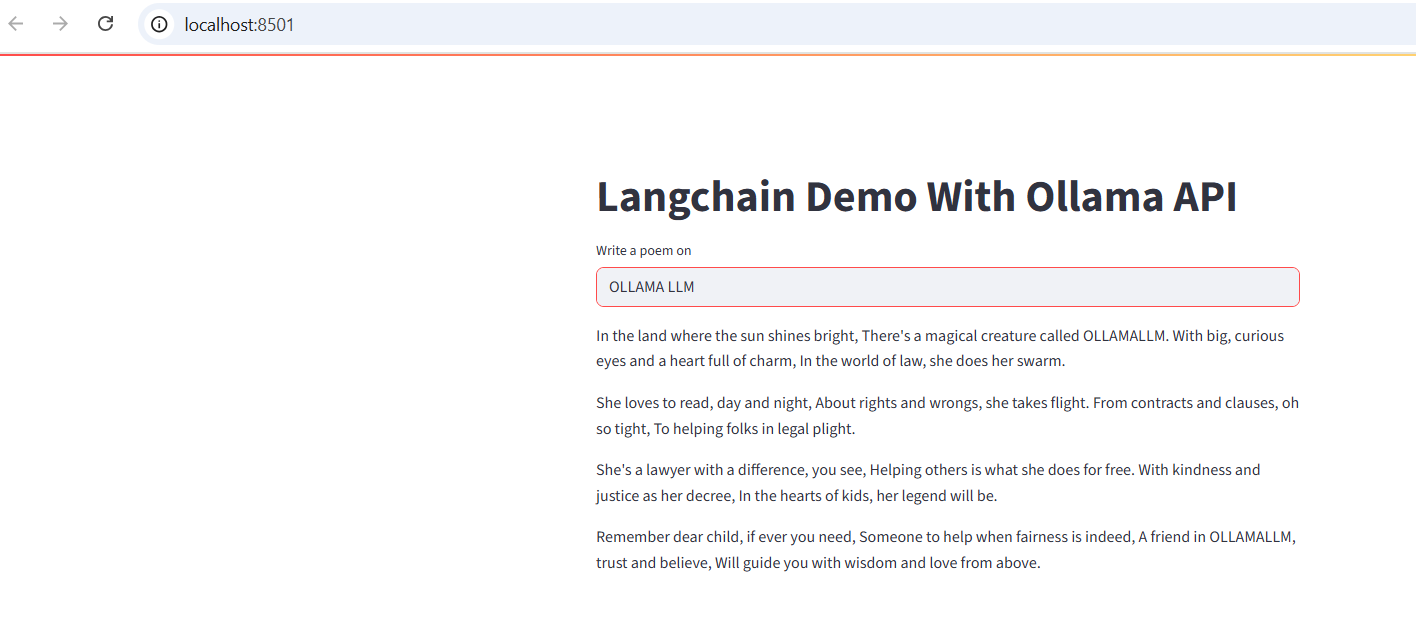 localhost:8501
Langchain Demo With Ollama API
Write a poem on
OLLAMA LLM
In the land where the sun shines bright, There's a magical creature called OLLAMALLM. With big, curious
eyes and a heart full of charm, In the world of law, she does her swarm.
She loves to read, day and night, About rights and wrongs, she takes flight. From contracts and clauses, oh
so tight, To helping folks in legal plight.
She's a lawyer with a difference, you see, Helping others is what she does for free. With kindness and
justice as her decree, In the hearts of kids, her legend will be.
Remember dear child, if ever you need, Someone to help when fairness is indeed, A friend in OLLAMALLM,
trust and believe, Will guide you with wisdom and love from above.